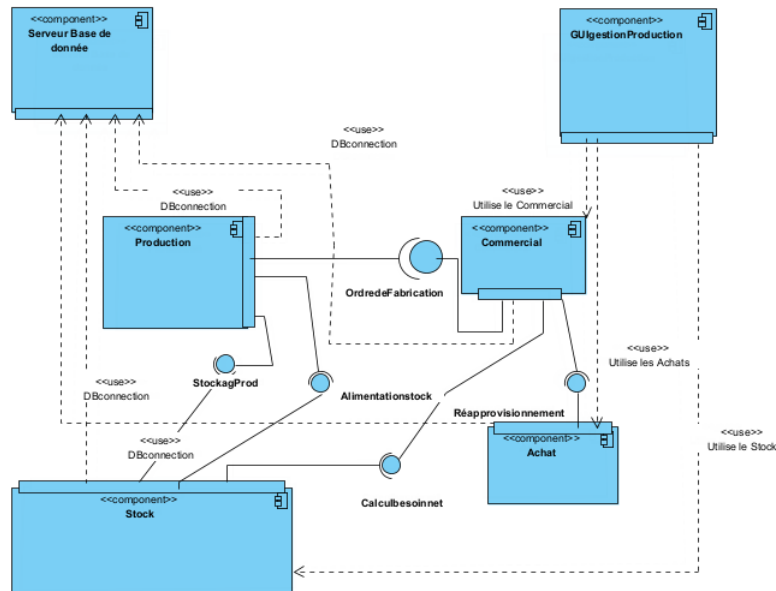 <<component>>
Serveur Base de
donnée
<<component>>
GUIgestionProduction
<<use>>
DBconnection
<<use>>
DBconnection
<<use>>
Utilise le Commercial
<<component>>
Production
<<component>>
Commercial
OrdredeFabrication
<<use>>
Utilise les Achats
<<use>>
DBconnection
StockagProd
Alimentationstock
Réapprovisionnement
<<use>>
DBconnection
<<use>>
Utilise le Stock
<<component>>
Achat
<<component>>
Stock
Calculbesoinnet